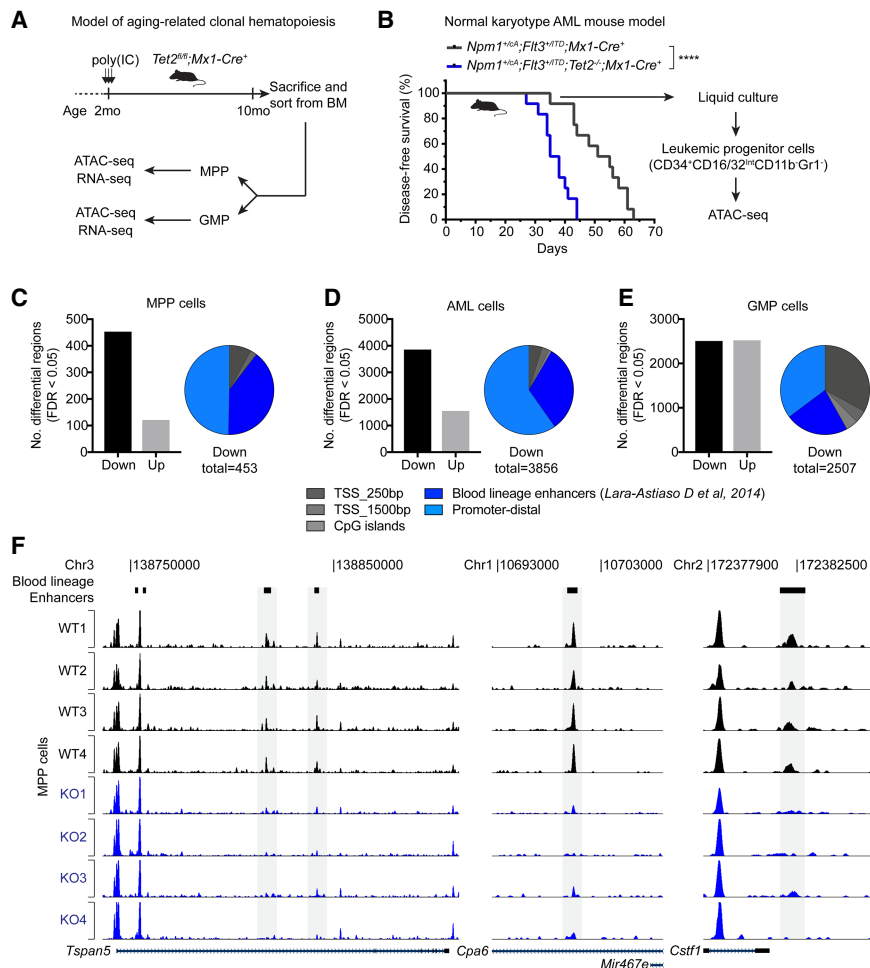 A
Model of aging-related clonal hematopoiesis
poly(IC)
Tet2fl/fl;Mx1-Cre+
Age
2mo
10mo
Sacrifice and
sort from BM
ATAC-seq
RNA-seq
MPP
ATAC-seq
RNA-seq
GMP
B
Normal karyotype AML mouse model
Npm1+/cA;Flt3+/ITD;Mx1-Cre+
Npm1+/cA;Flt3+/ITD;Tet2-/-;Mx1-Cre+
****
Disease-free survival (%)
100
80
60
40
20
0
0 10 20 30 40 50 60 70
Days
Liquid culture
Leukemic progenitor cells
(CD34+CD16/32IntCD11b-Gr1-)
ATAC-seq
C
MPP cells
No. differential regions
(FDR < 0.05)
500
400
300
200
100
0
Down Up
Down
total=453
D
AML cells
No. differential regions
(FDR < 0.05)
5000
4000
3000
2000
1000
0
Down Up
Down
total=3856
E
GMP cells
No. differential regions
(FDR < 0.05)
3000
2000
1000
0
Down Up
Down
total=2507
TSS_250bp
TSS_1500bp
CpG islands
Blood lineage enhancers (Lara-Astiaso D et al, 2014)
Promoter-distal
F
Chr3 |138750000 |138850000 Chr1 |10693000 |10703000 Chr2 |172377900 |172382500
Blood lineage
Enhancers
MPP cells
WT1
WT2
WT3
WT4
KO1
KO2
KO3
KO4
Tspan5
Cpa6
Mir467e
Cstf1